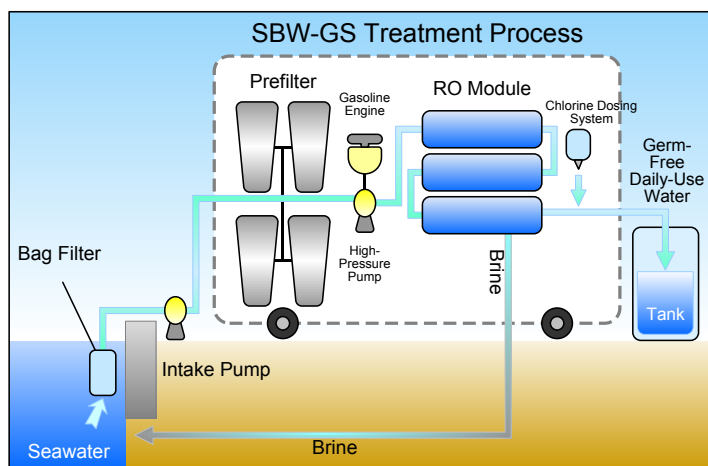 SBW-GS Treatment Process
Prefilter
Gasoline
Engine
RO Module
Chlorine Dosing
System
Germ-
Free
Daily-Use
Water
High-
Pressure
Pump
Brine
Bag Filter
Tank
Intake Pump
Seawater
Brine